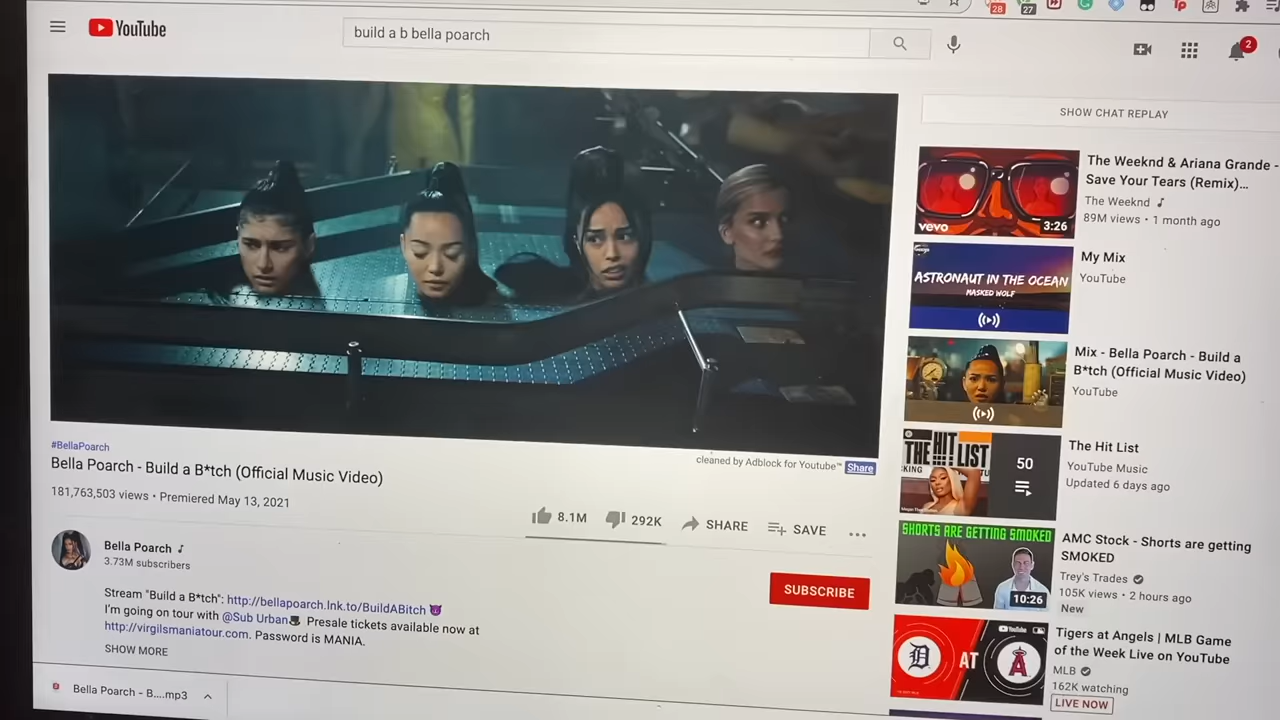 28
27
Tp
YouTube
build a b bella poarch
2
SHOW CHAT REPLAY
#BellaPoarch
Bella Poarch - Build a B*tch (Official Music Video)
181,763,503 views • Premiered May 13, 2021
cleaned by Adblock for Youtube™ Share
8.1M
292K
SHARE
SAVE
Bella Poarch
3.73M subscribers
SUBSCRIBE
Stream "Build a B*tch": http://bellapoarch.lnk.to/BuildABitch 😈
I'm going on tour with @Sub Urban🎩 Presale tickets available now at
http://virgilsmaniatour.com. Password is MANIA.
SHOW MORE
Bella Poarch - B....mp3
vevo
3:26
The Weeknd & Ariana Grande -
Save Your Tears (Remix)...
The Weeknd
89M views • 1 month ago
ASTRONAUT IN THE OCEAN
MASKED WOLF
My Mix
YouTube
Mix - Bella Poarch - Build a
B*tch (Official Music Video)
YouTube
THE HIT LIST
50
The Hit List
YouTube Music
Updated 6 days ago
SHORTS ARE GETTING SMOKED
10:26
AMC Stock - Shorts are getting
SMOKED
Trey's Trades
105K views • 2 hours ago
New
YouTube
D
AT
A
Tigers at Angels | MLB Game
of the Week Live on YouTube
MLB
162K watching
LIVE NOW